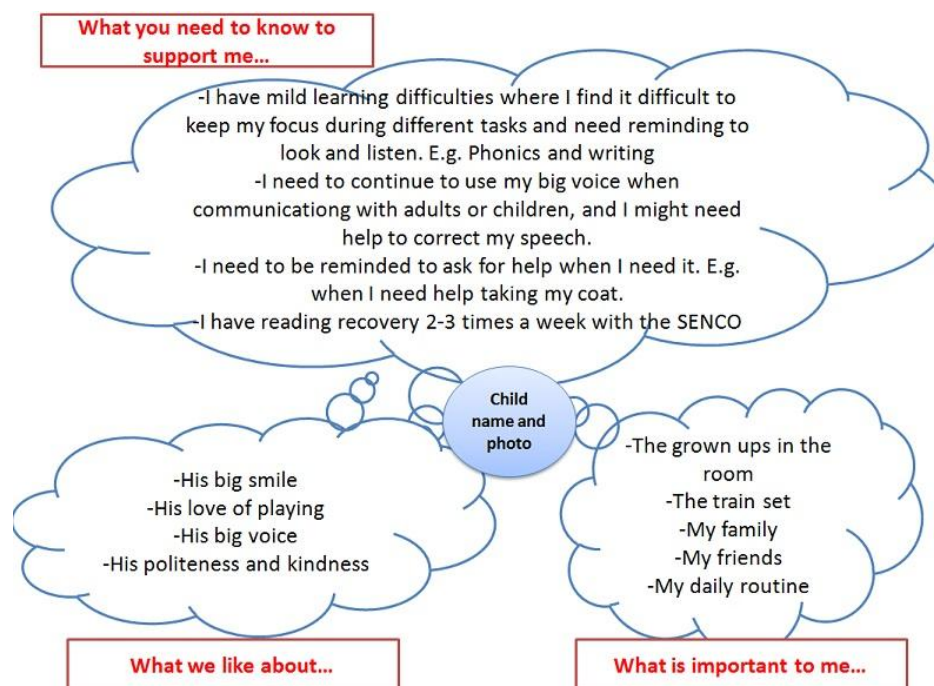 What you need to know to
support me...
-I have mild learning difficulties where I find it difficult to
keep my focus during different tasks and need reminding to
look and listen. E.g. Phonics and writing
-I need to continue to use my big voice when
communicationg with adults or children, and I might need
help to correct my speech.
-I need to be reminded to ask for help when I need it. E.g.
when I need help taking my coat.
-I have reading recovery 2-3 times a week with the SENCO
Child
name and
photo
-His big smile
-His love of playing
-His big voice
-His politeness and kindness
-The grown ups in the
room
-The train set
-My family
-My friends
-My daily routine
What we like about...
What is important to me...